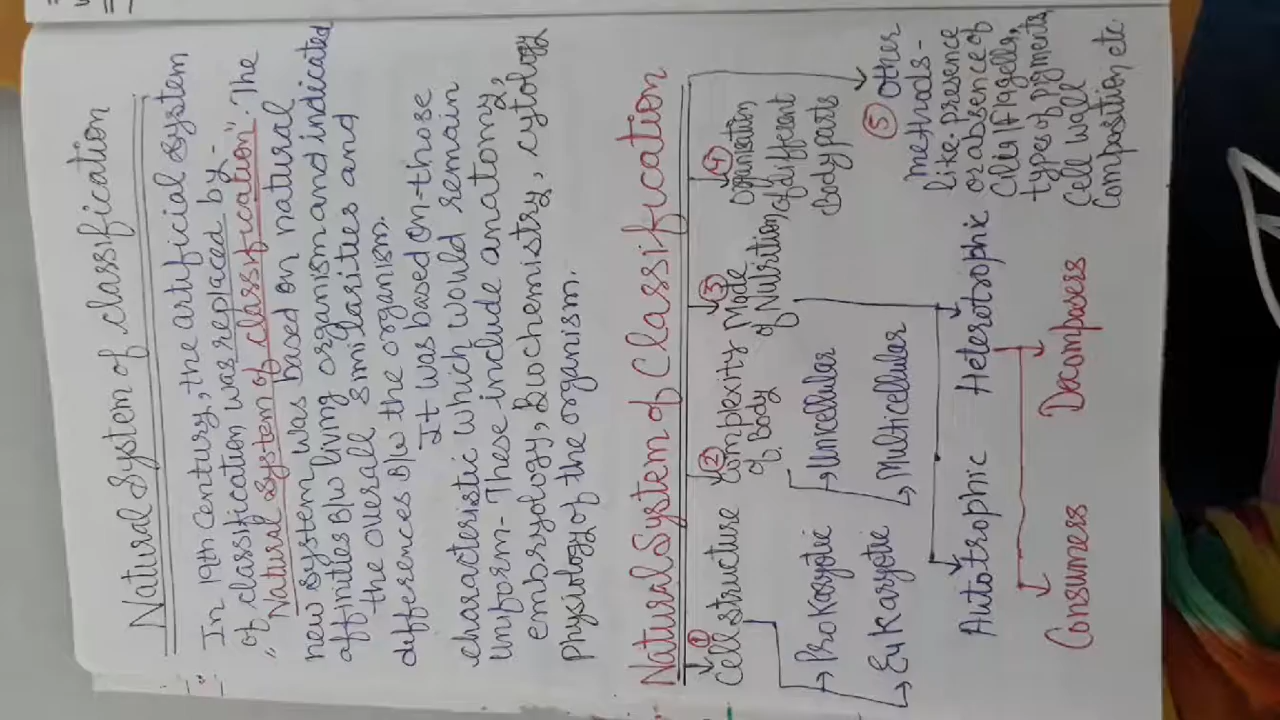 Natural System of classification
In 19th Century, the artificial system
of classification was replaced by -
"Natural System of classification". The
new system was based on natural
affinities B/w living organism and indicated
the overall similarities and
differences B/w the organism.
It was based on - those
characteristic which would remain
uniform - These include anatomy,
embryology, Biochemistry, cytology
physiology of the organism.
Natural System of Classification
① Cell structure
→ Prokaryotic
→ Eukaryotic
② Complexity
of Body
→ Unicellular
→ Multicellular
③ Mode
of Nutrition
Autotrophic Heterotrophic
Consumess Decomposess
④
Organisation
of different
Body parts
⑤ Other
methods -
like presence
or absence of
Cilia/Flagella,
types of pigments,
Cell wall
Composition etc